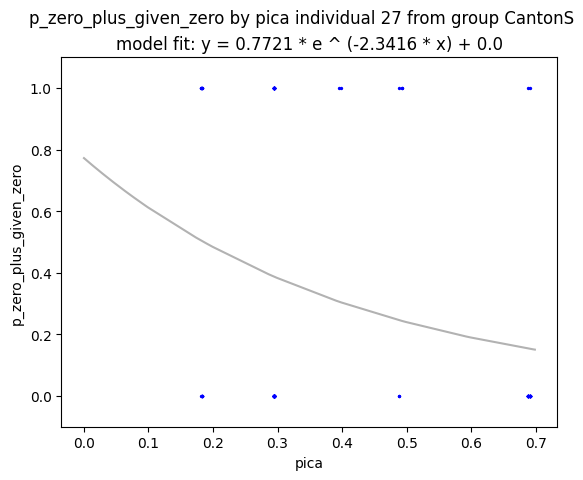 p_zero_plus_given_zero by pica individual 27 from group CantonS
model fit: y = 0.7721 * e ^ (-2.3416 * x) + 0.0
1.0
0.8
0.6
0.4
0.2
0.0
p_zero_plus_given_zero
0.0 0.1 0.2 0.3 0.4 0.5 0.6 0.7
pica